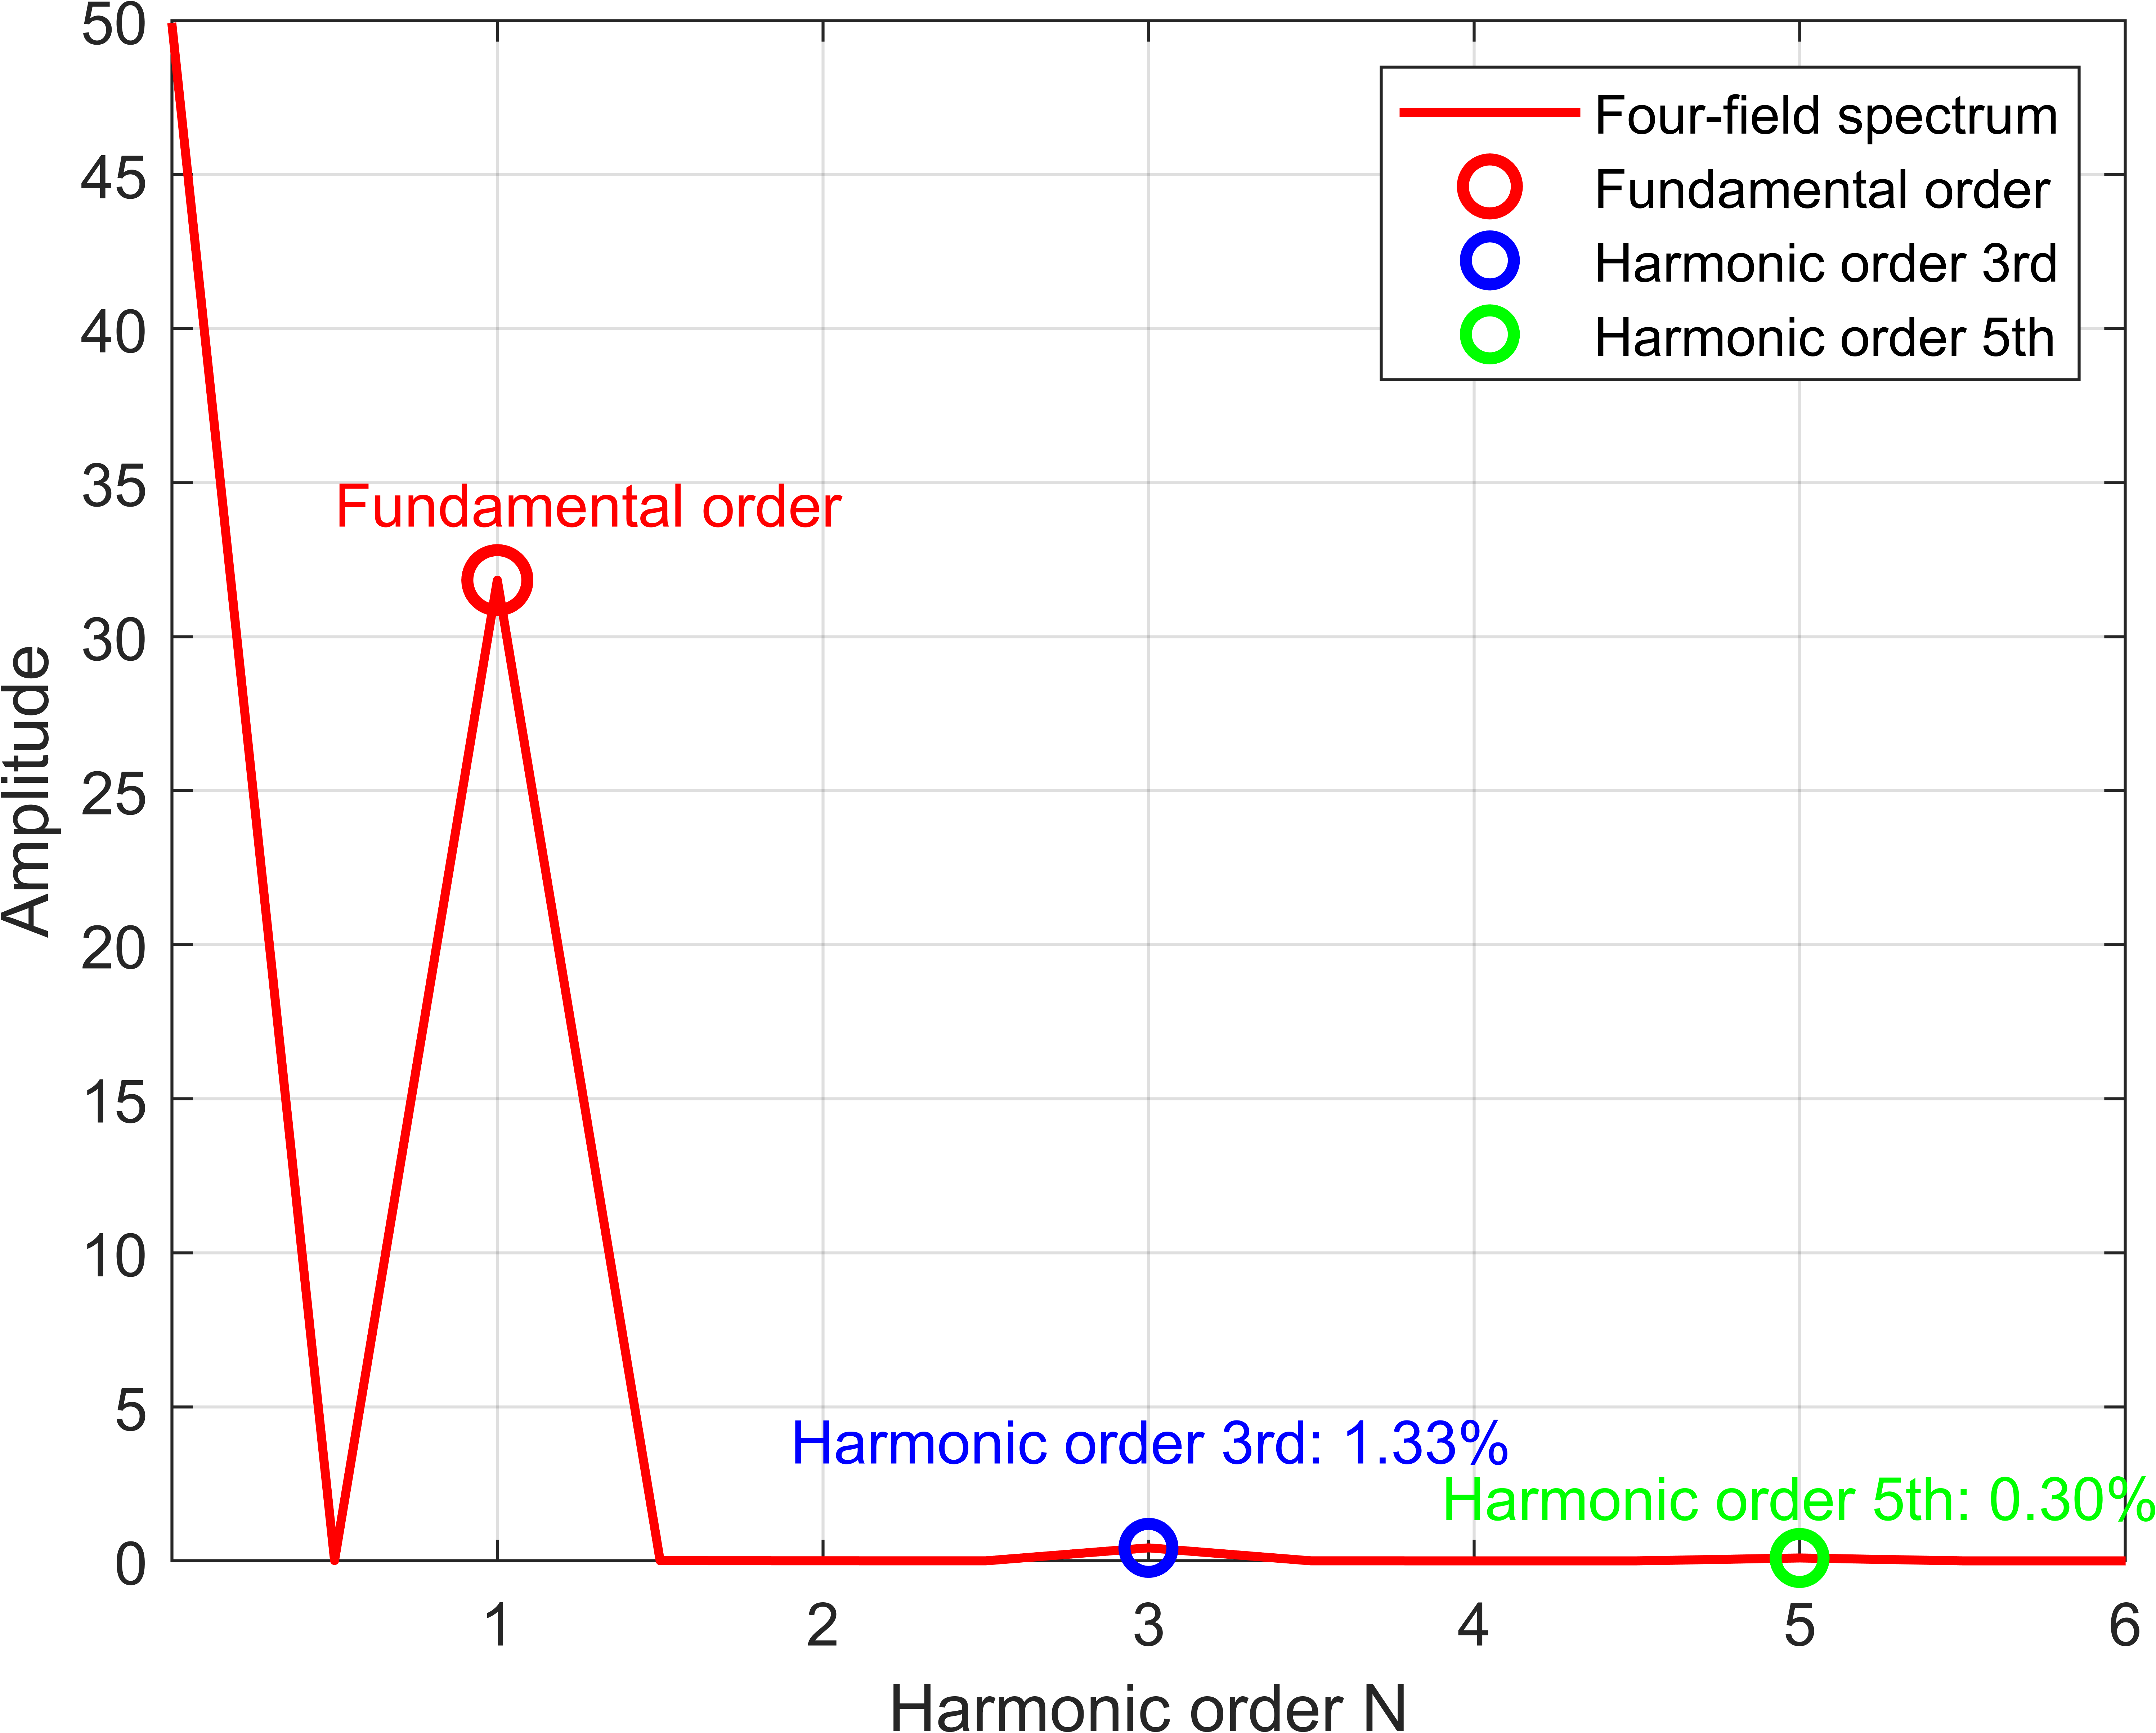 50
45
40
35
30
25
20
15
10
5
0
Amplitude
Four-field spectrum
Fundamental order
Harmonic order 3rd
Harmonic order 5th
Fundamental order
Harmonic order 3rd: 1.33%
Harmonic order 5th: 0.30%
1 2 3 4 5 6
Harmonic order N